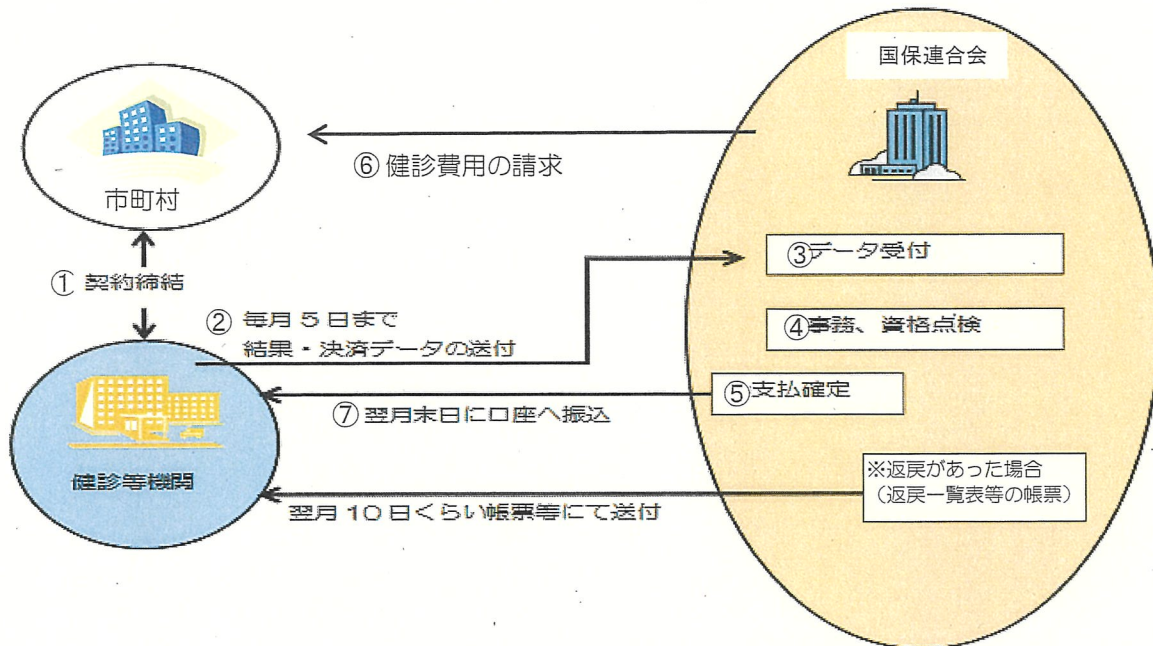 国保連合会
市町村
⑥ 健診費用の請求
① 契約締結
② 毎月5日まで
結果・決済データの送付
③データ受付
④事務、資格点検
⑤支払確定
⑦ 翌月末日に口座へ振込
健診等機関
※返戻があった場合
(返戻一覧表等の帳票)
翌月10日くらい帳票等にて送付